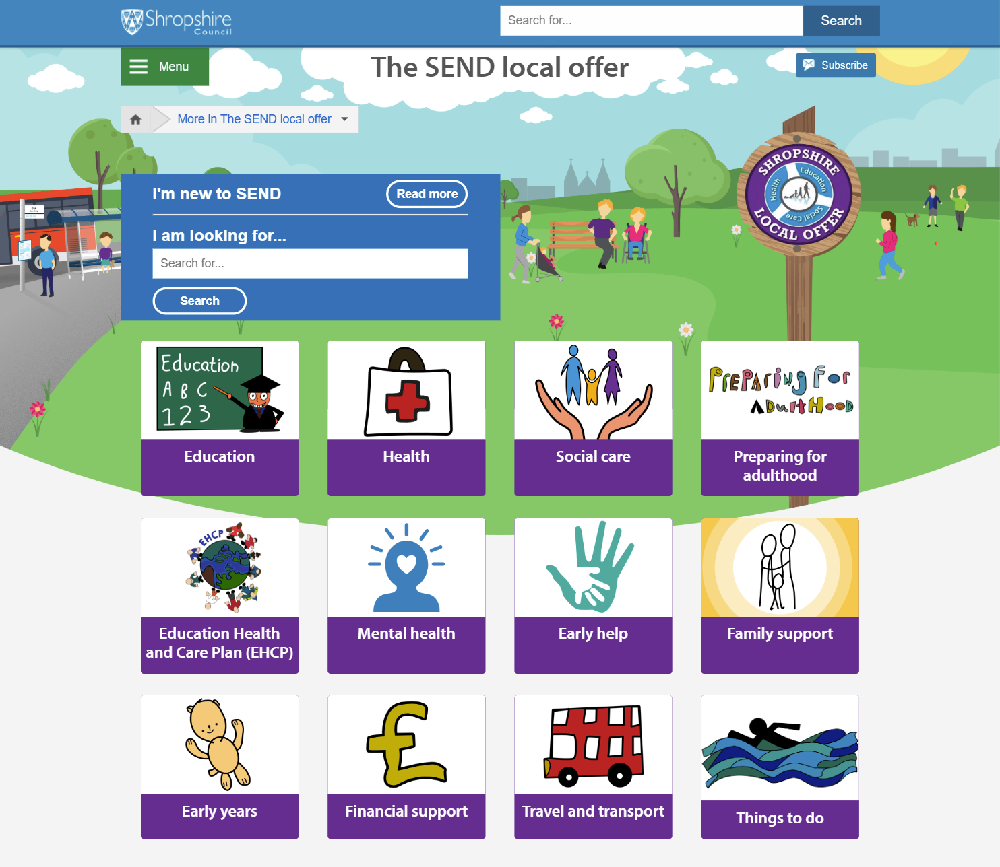 Shropshire
Council
Search for...
Search
Menu
The SEND local offer
Subscribe
More in The SEND local offer
I'm new to SEND
Read more
I am looking for...
Search for...
Search
SHROPSHIRE
Education
Health
Social Care
LOCAL OFFER
Education
A B C
1 2 3
PrePAring For
ADultHooD
Education
Health
Social care
Preparing for
adulthood
EHCP
Education Health
and Care Plan (EHCP)
Mental health
Early help
Family support
£
Early years
Financial support
Travel and transport
Things to do